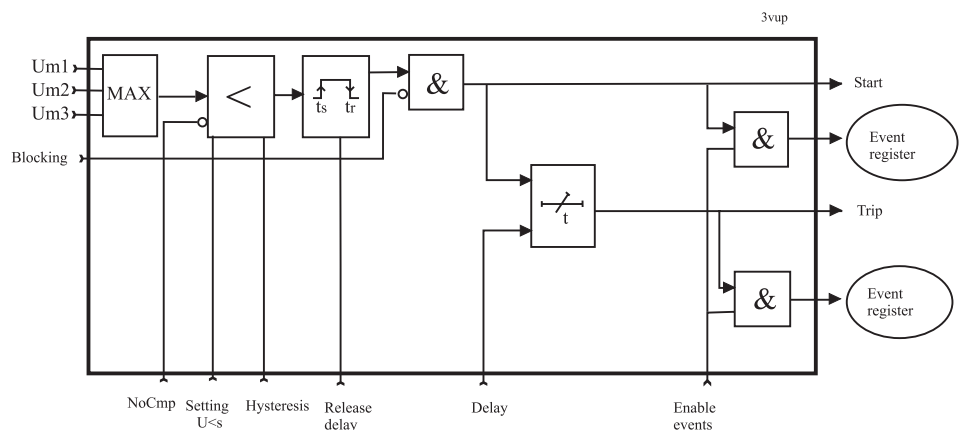 3vup
Um1
Um2
Um3
MAX
<
ts tr
&
Start
&
Event
register
Blocking
t
Trip
&
Event
register
NoCmp
Setting
U<s
Hysteresis
Release
delay
Delay
Enable
events